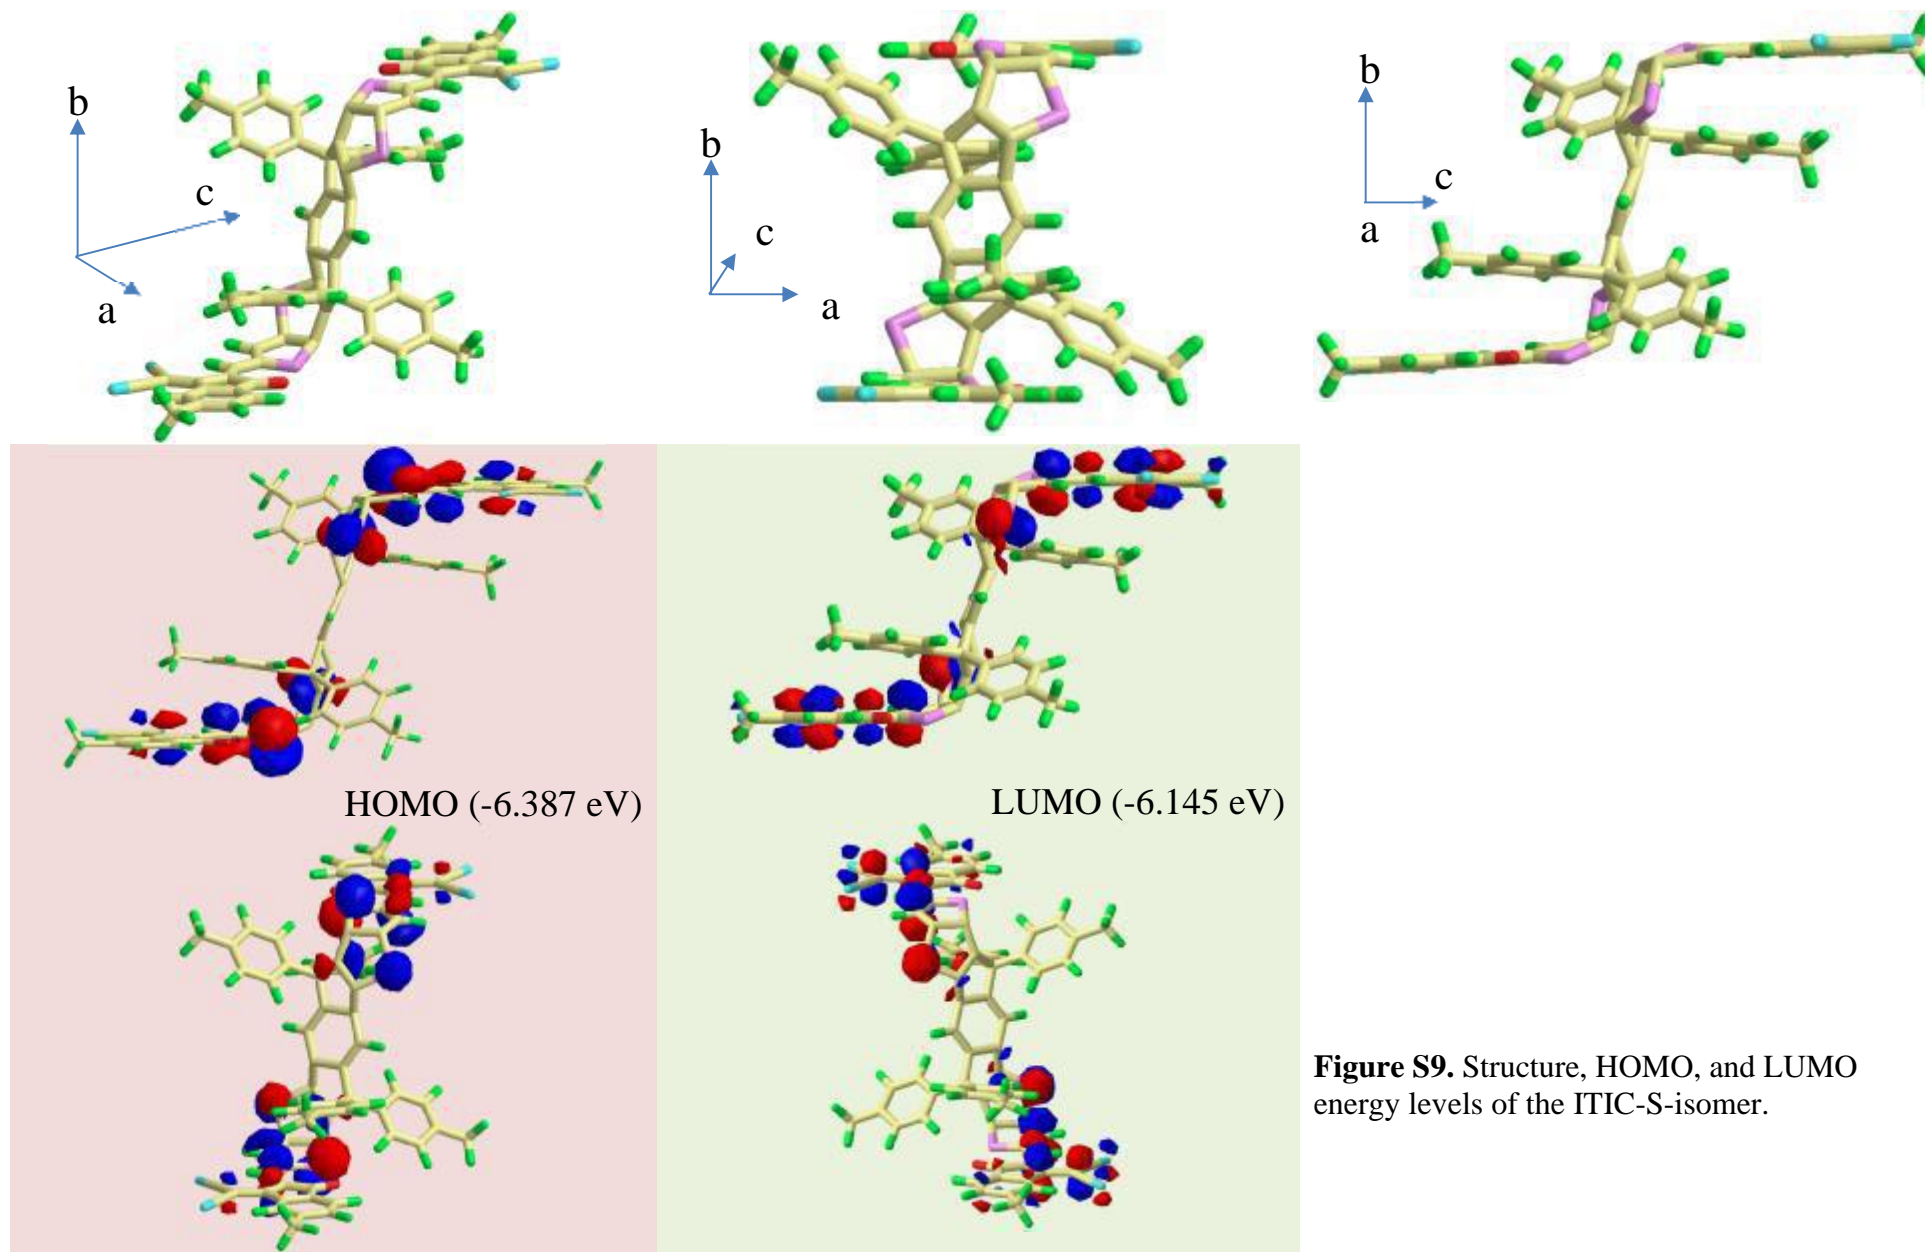 b
c
a
b
c
a
b
c
a
HOMO (-6.387 eV)
LUMO (-6.145 eV)
Figure S9. Structure, HOMO, and LUMO
energy levels of the ITIC-S-isomer.